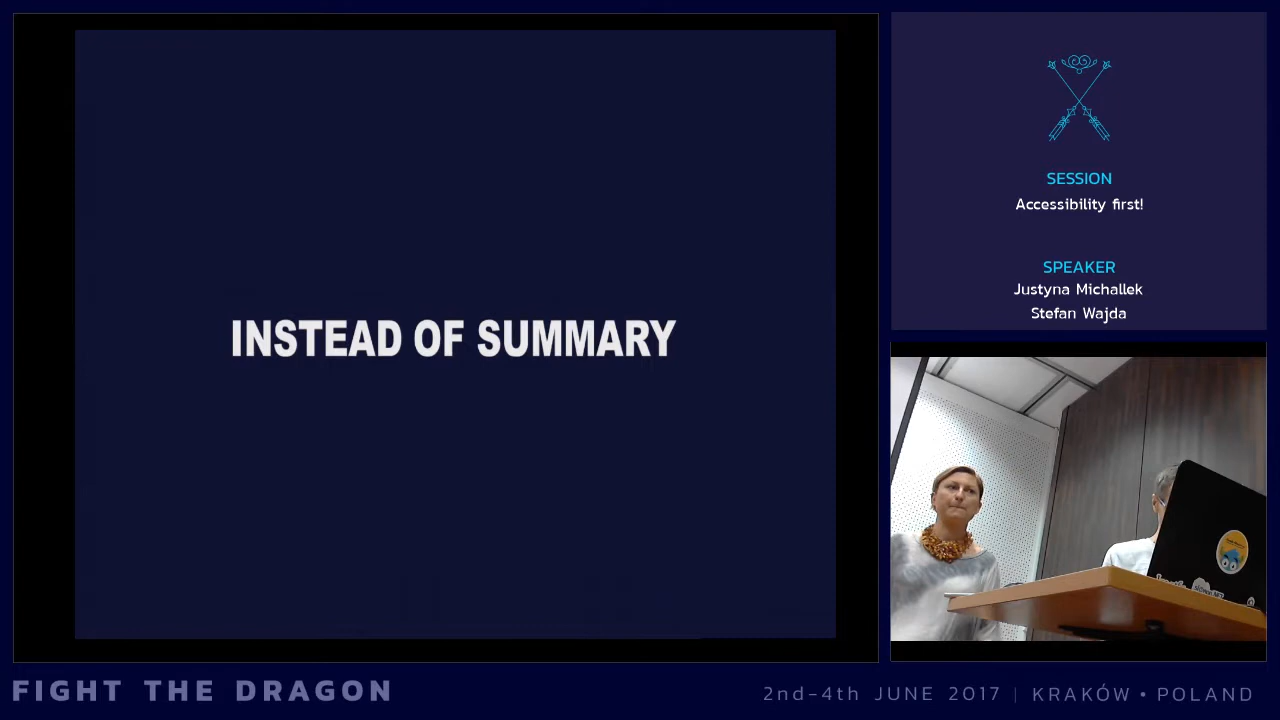 INSTEAD OF SUMMARY
SESSION
Accessibility first!
SPEAKER
Justyna Michallek
Stefan Wajda
FIGHT THE DRAGON
2nd-4th JUNE 2017 | KRAKÓW • POLAND